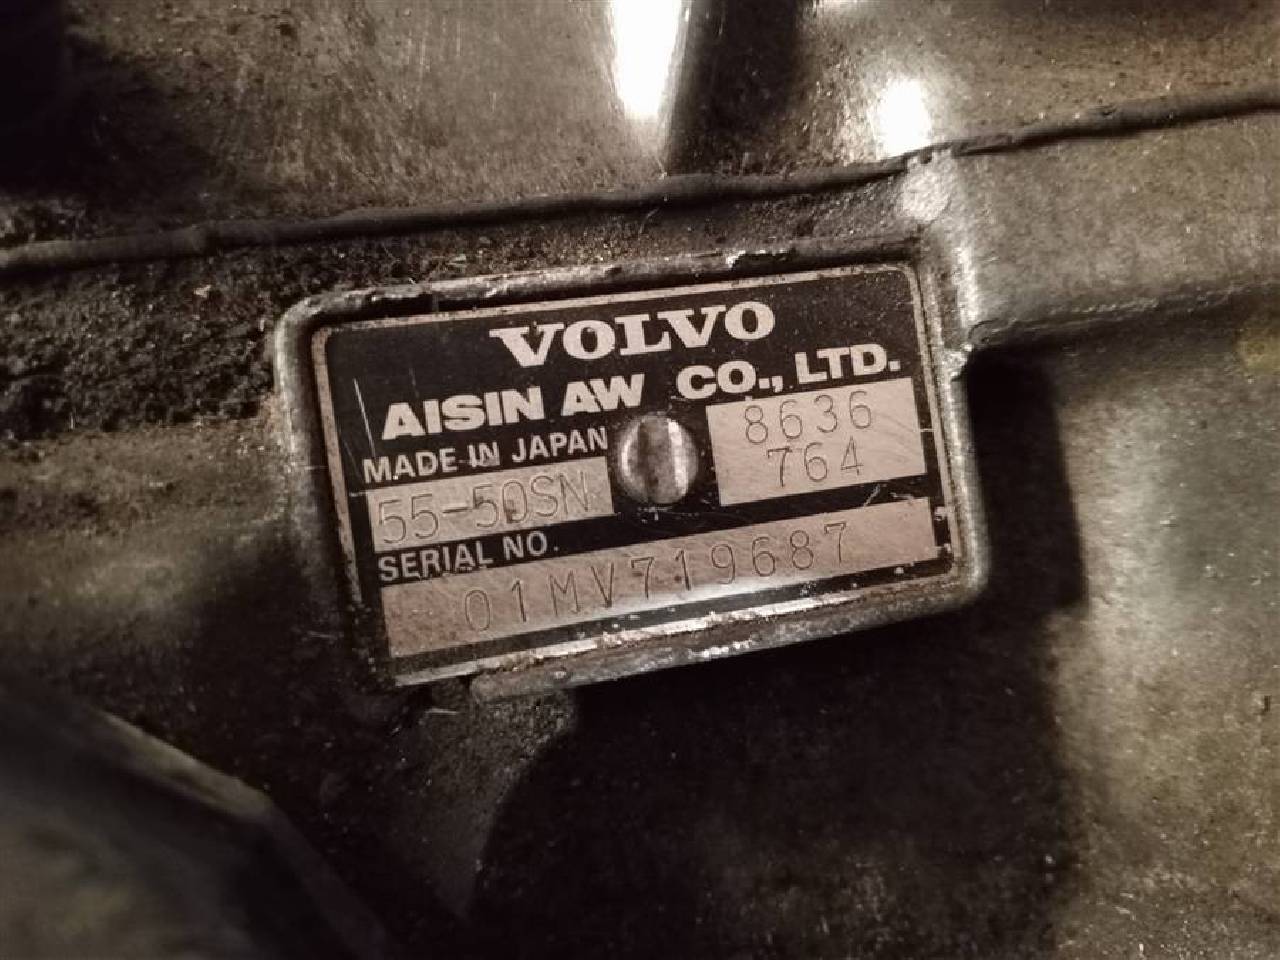 VOLVO
AISIN AW CO., LTD.
MADE IN JAPAN
8636
764
55-50SN
SERIAL NO.
01MV719687